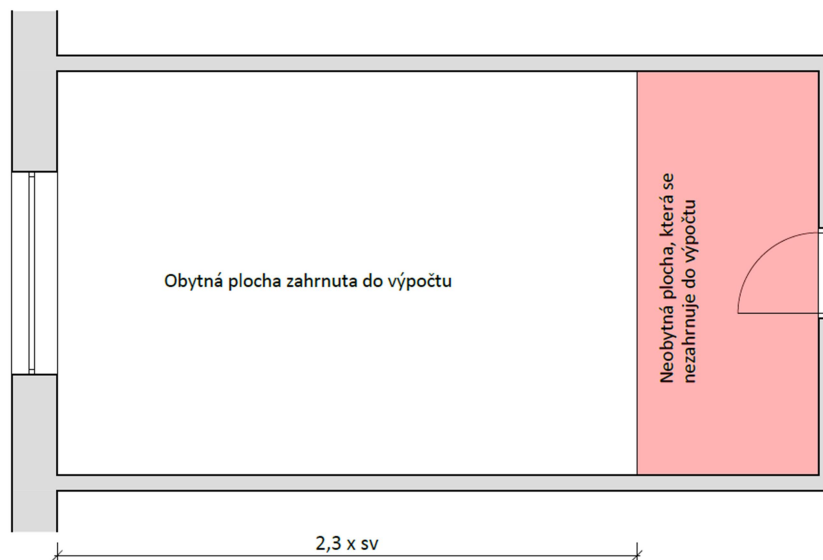 Obytná plocha zahrnuta do výpočtu
Neobytná plocha, která se
nezahrnuje do výpočtu
2,3 x sv